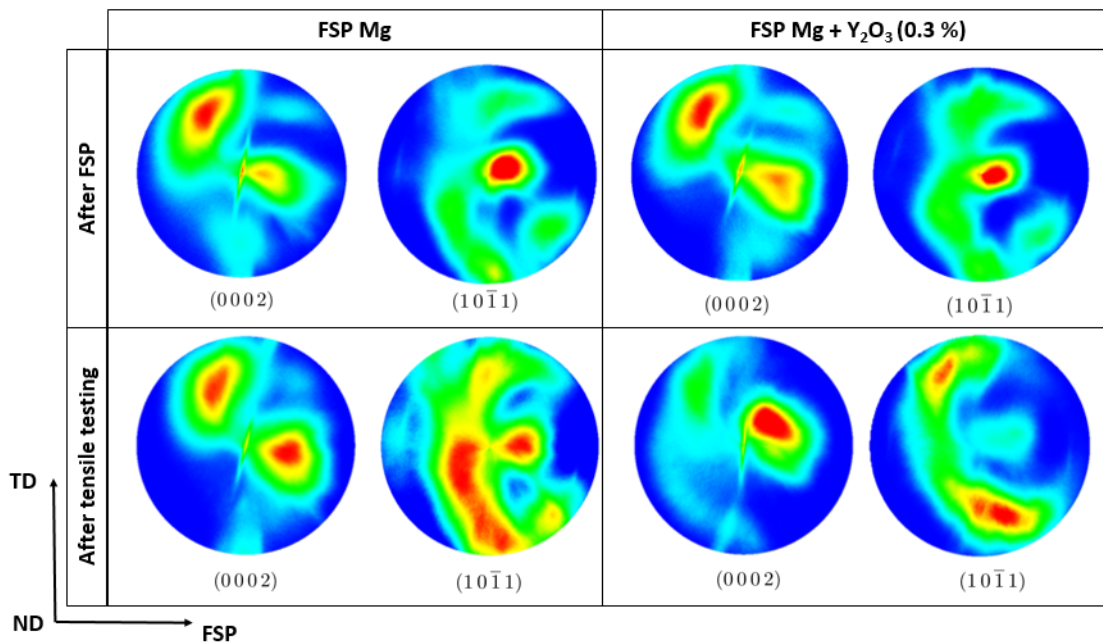 FSP Mg
FSP Mg + Y₂O₃ (0.3 %)
After FSP
(0002)
(101̅1)
(0002)
(101̅1)
After tensile testing
(0002)
(101̅1)
(0002)
(101̅1)
TD
ND
FSP